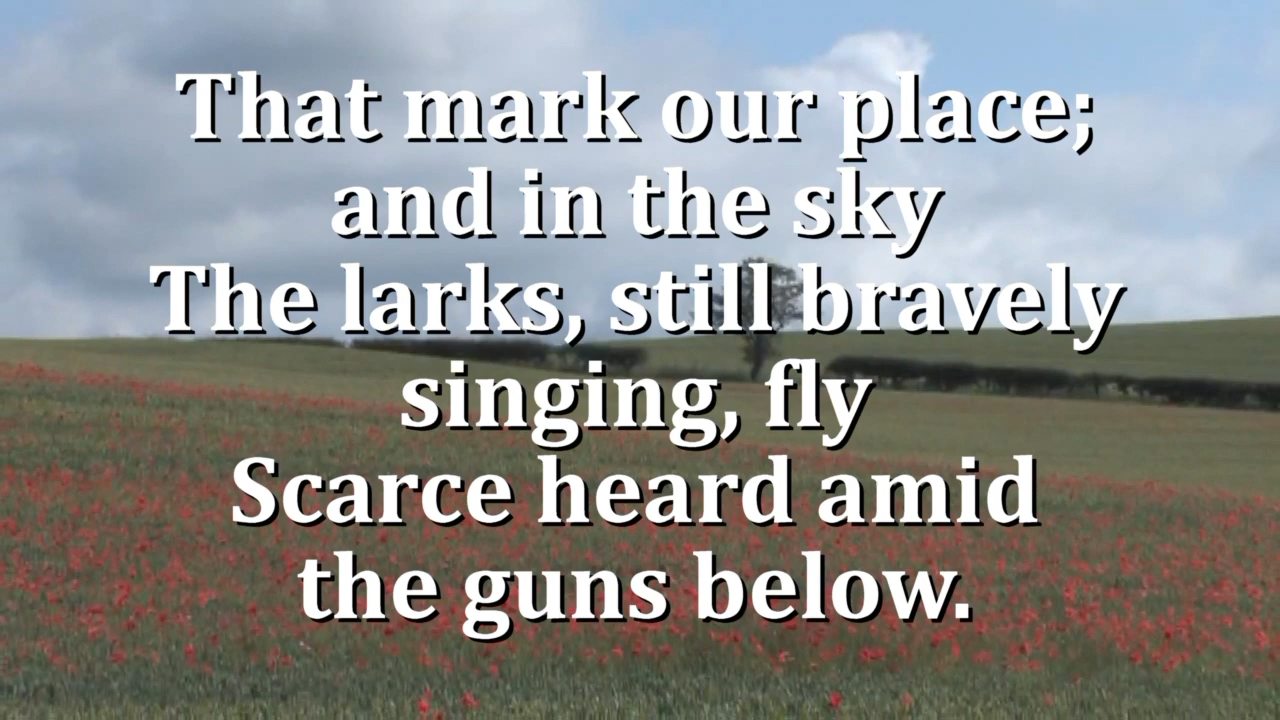 That mark our place;
and in the sky
The larks, still bravely
singing, fly
Scarce heard amid
the guns below.